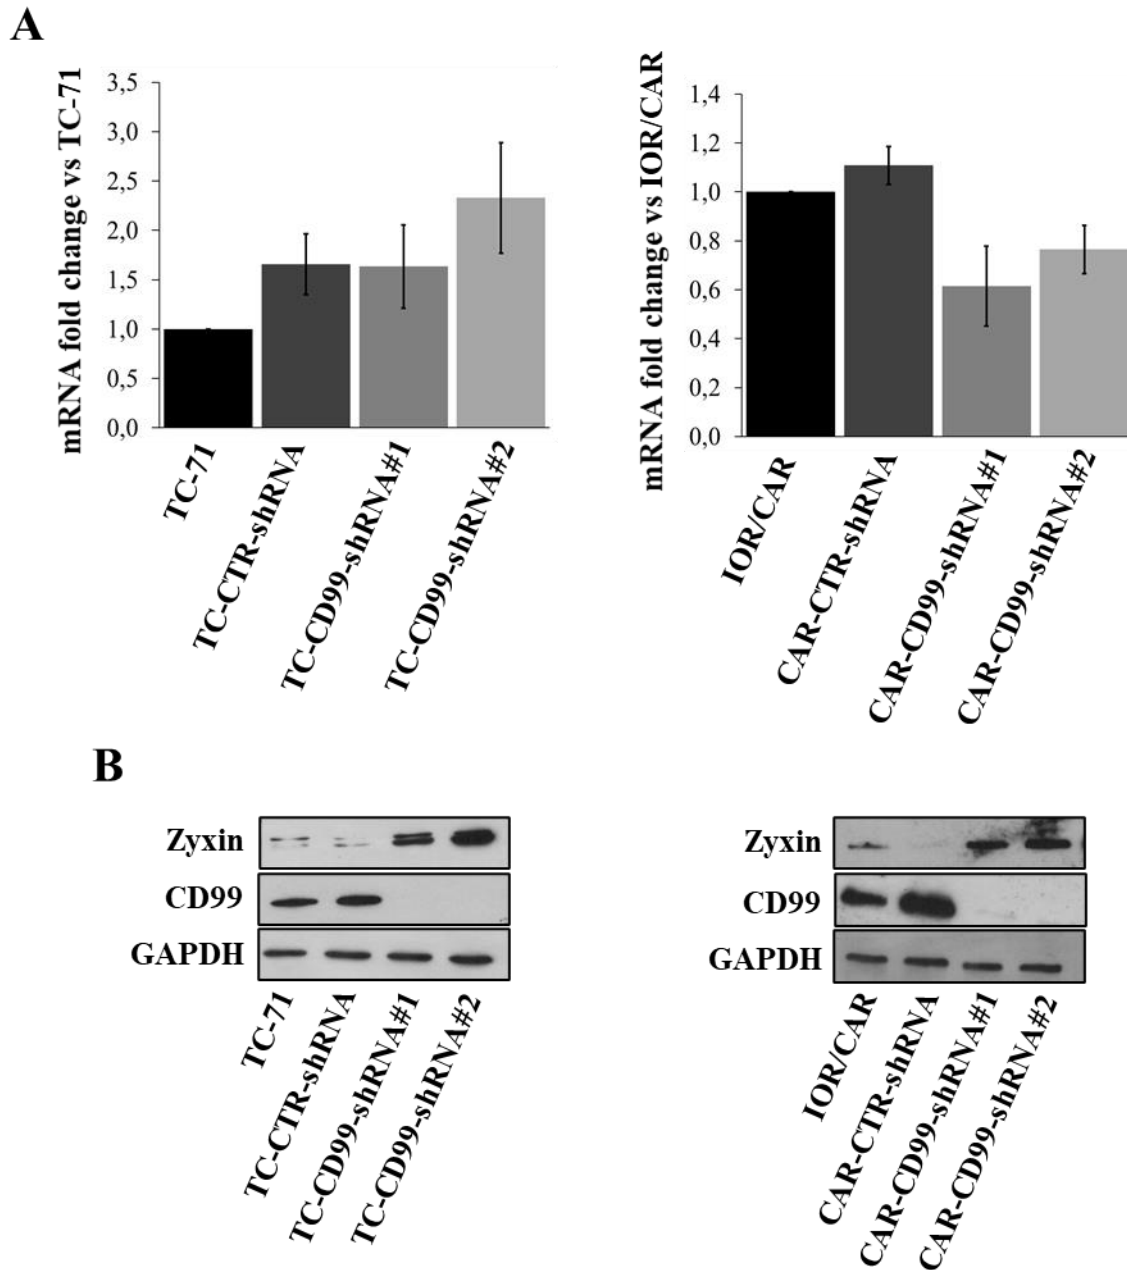 A
mRNA fold change vs TC-71
3,5
3,0
2,5
2,0
1,5
1,0
0,5
0,0
TC-71
TC-CTR-shRNA
TC-CD99-shRNA#1
TC-CD99-shRNA#2
mRNA fold change vs IOR/CAR
1,4
1,2
1,0
0,8
0,6
0,4
0,2
0,0
IOR/CAR
CAR-CTR-shRNA
CAR-CD99-shRNA#1
CAR-CD99-shRNA#2
B
Zyxin
CD99
GAPDH
TC-71
TC-CTR-shRNA
TC-CD99-shRNA#1
TC-CD99-shRNA#2
Zyxin
CD99
GAPDH
IOR/CAR
CAR-CTR-shRNA
CAR-CD99-shRNA#1
CAR-CD99-shRNA#2